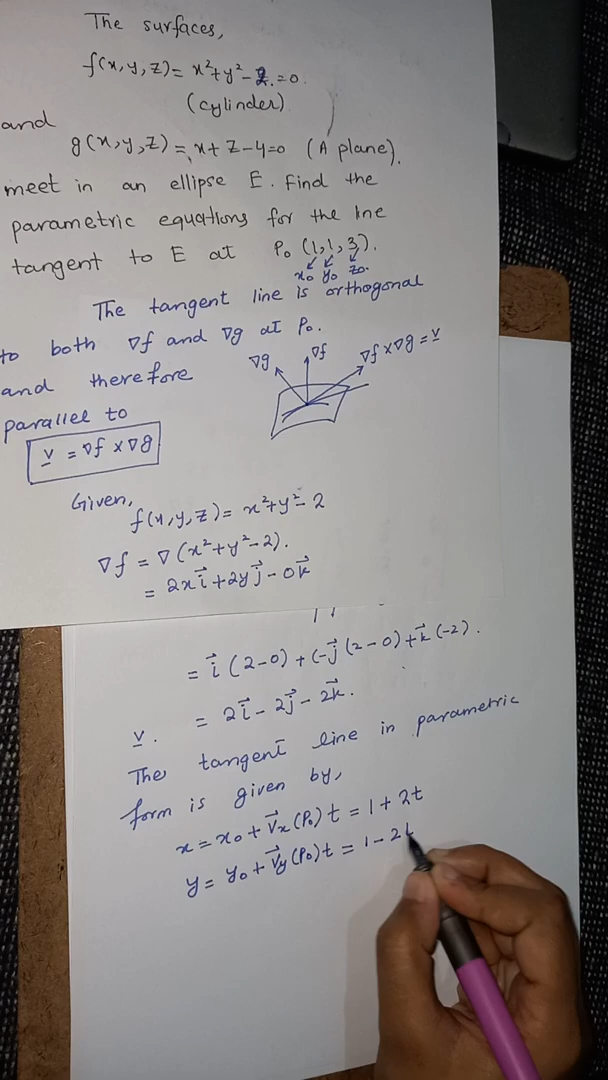 The surfaces,
f(x,y,z) = x²+y²-2=0.
(cylinder)
and
g(x,y,z)= x+z-4=0 (A plane).
meet in an ellipse E. Find the
parametric equations for the line
tangent to E at P₀ (1,1,3).
x₀ y₀ z₀.
The tangent line is orthogonal
to both ∇f and ∇g at P₀.
and therefore
parallel to
v = ∇f x ∇g
∇g
∇f
∇f x ∇g = v
Given,
f(x,y,z)= x²+y²-2
∇f = ∇(x²+y²-2).
= 2xi⃗+2yj⃗-0k⃗
= i⃗(2-0)+(-j⃗(2-0)+k⃗(-2).
v. = 2i⃗-2j⃗-2k⃗.
The tangent line in parametric
form is given by,
x = x₀ + v⃗x(P₀)t = 1+2t
y = y₀ + v⃗y(P₀)t = 1-2t